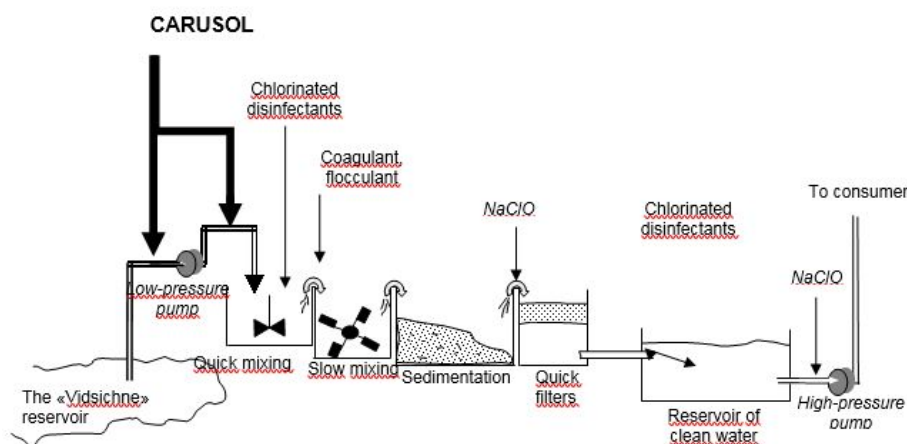 CARUSOL
Chlorinated
disinfectants
Coagulant,
flocculant
NaClO
Chlorinated
disinfectants
To consumer
NaClO
Low-pressure
pump
Quick mixing
Slow mixing
Sedimentation
Quick
filters
The «Vidsichne»
reservoir
Reservoir of
clean water
High-pressure
pump